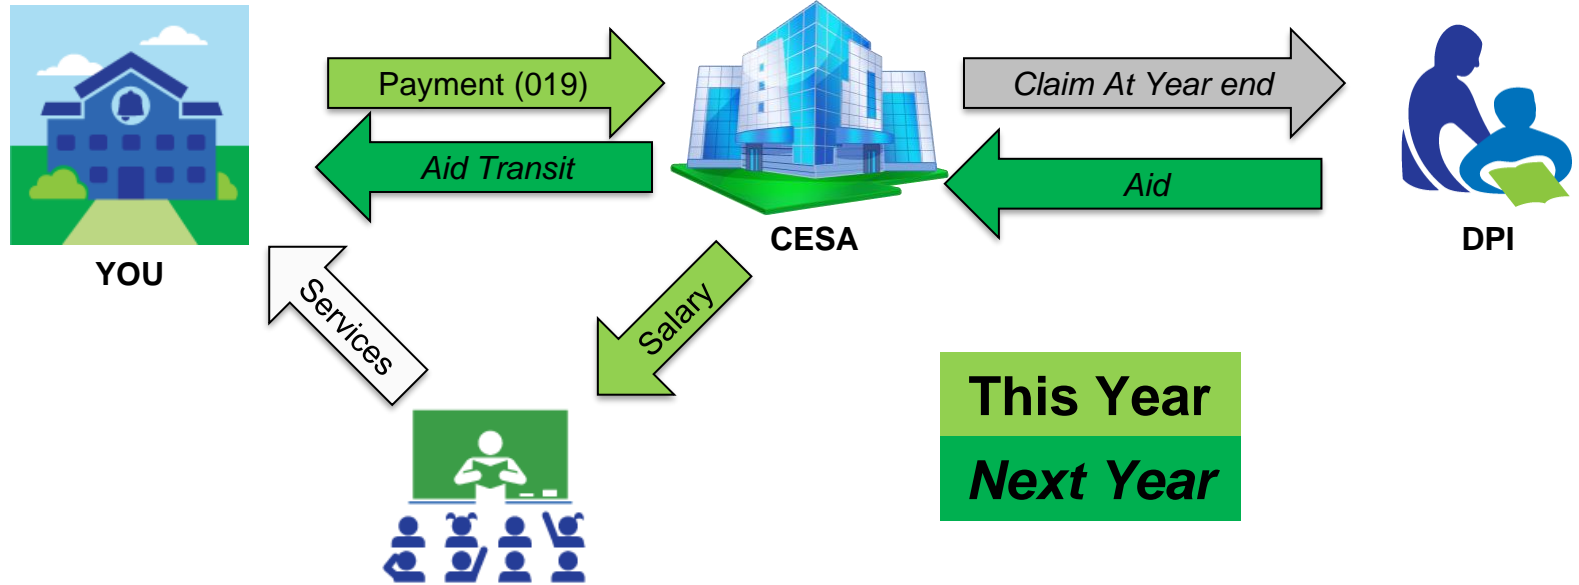 Payment (019)
Claim At Year end
Aid Transit
Aid
YOU
CESA
DPI
Services
Salary
This Year
Next Year